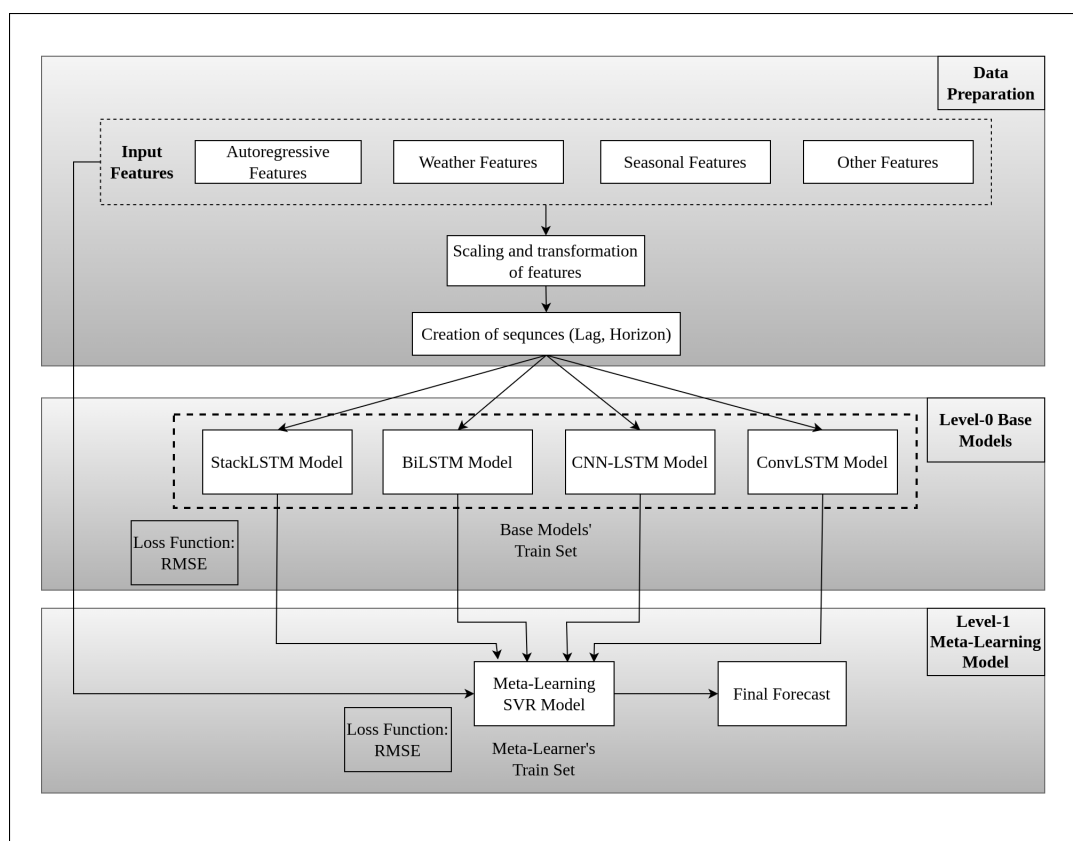 Data
Preparation
Input
Features
Autoregressive
Features
Weather Features
Seasonal Features
Other Features
Scaling and transformation
of features
Creation of sequnces (Lag, Horizon)
Level-0 Base
Models
StackLSTM Model
BiLSTM Model
CNN-LSTM Model
ConvLSTM Model
Loss Function:
RMSE
Base Models'
Train Set
Level-1
Meta-Learning
Model
Meta-Learning
SVR Model
Final Forecast
Loss Function:
RMSE
Meta-Learner's
Train Set